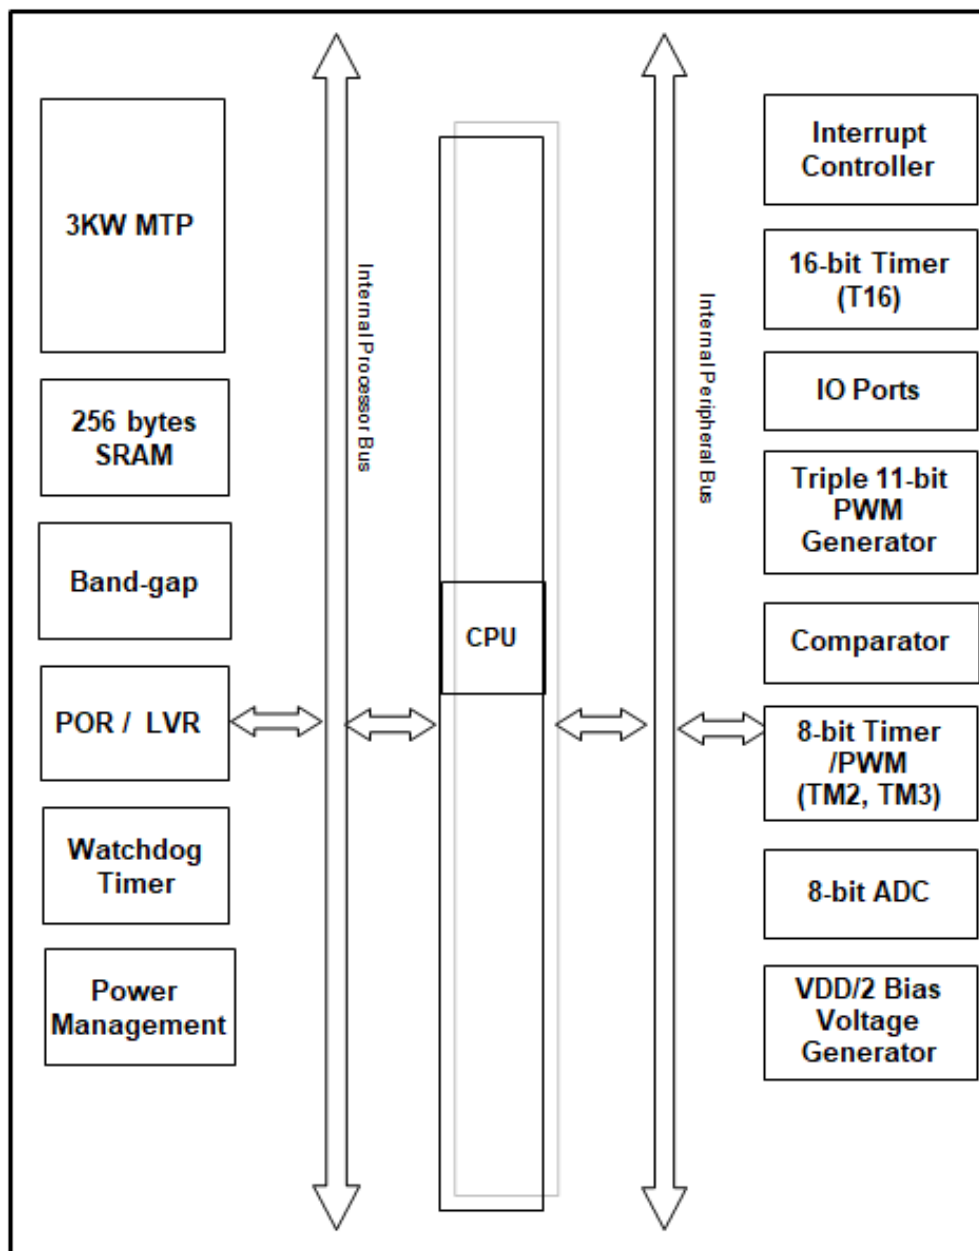 3KW MTP
256 bytes
SRAM
Band-gap
POR / LVR
Watchdog
Timer
Power
Management
Internal Processor Bus
CPU
Internal Peripheral Bus
Interrupt
Controller
16-bit Timer
(T16)
IO Ports
Triple 11-bit
PWM
Generator
Comparator
8-bit Timer
/PWM
(TM2, TM3)
8-bit ADC
VDD/2 Bias
Voltage
Generator